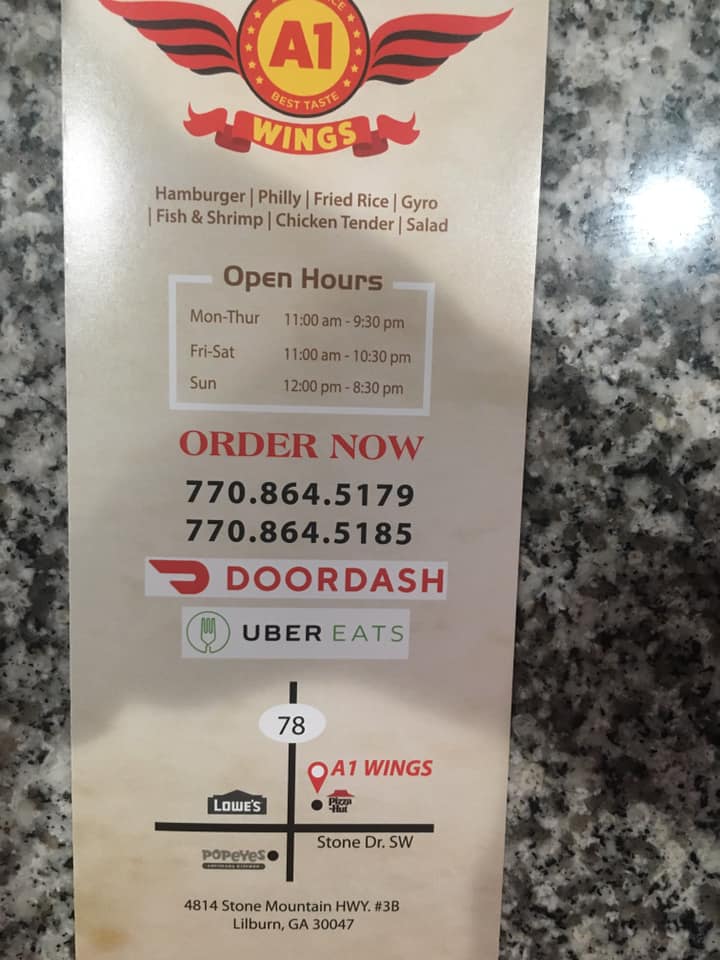 A1
BEST TASTE
WINGS
Hamburger | Philly | Fried Rice | Gyro
| Fish & Shrimp | Chicken Tender | Salad
Open Hours
Mon-Thur 11:00 am - 9:30 pm
Fri-Sat 11:00 am - 10:30 pm
Sun 12:00 pm - 8:30 pm
ORDER NOW
770.864.5179
770.864.5185
DOORDASH
UBER EATS
78
A1 WINGS
LOWE'S
Pizza
Hut
Stone Dr. SW
POPEYES
LOUISIANA KITCHEN
4814 Stone Mountain HWY. #3B
Lilburn, GA 30047